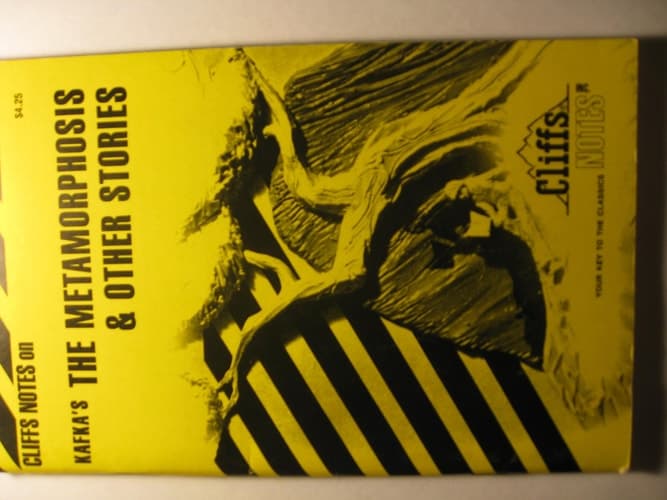 $4.25
CLIFFS NOTES on
KAFKA'S THE METAMORPHOSIS
& OTHER STORIES
Cliffs
NOTES
YOUR KEY TO THE CLASSICS